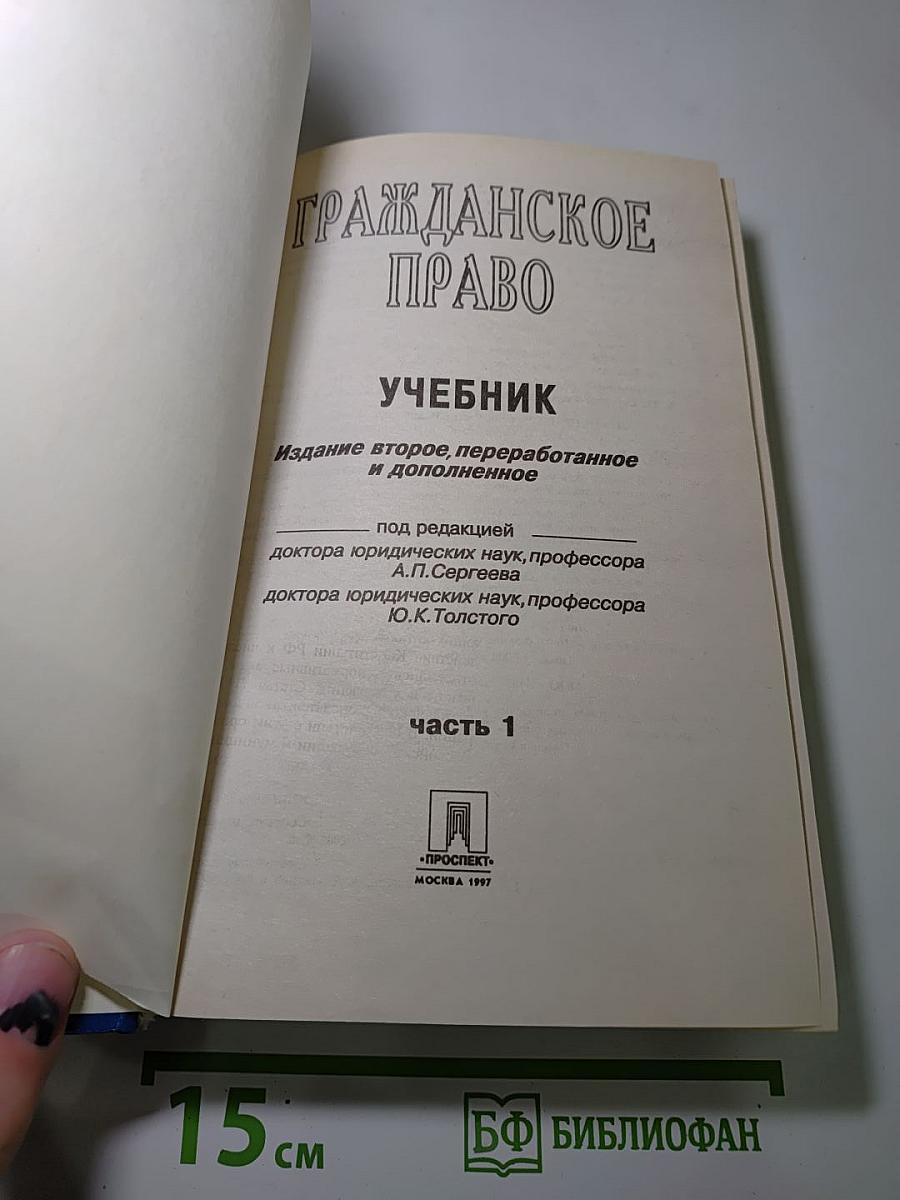 ГРАЖДАНСКОЕ
ПРАВО
УЧЕБНИК
Издание второе, переработанное
и дополненное
под редакцией
доктора юридических наук, профессора
А.П.Сергеева
доктора юридических наук, профессора
Ю.К.Толстого
часть 1
•ПРОСПЕКТ•
МОСКВА 1997
15 см
БФ БИБЛИОФАН